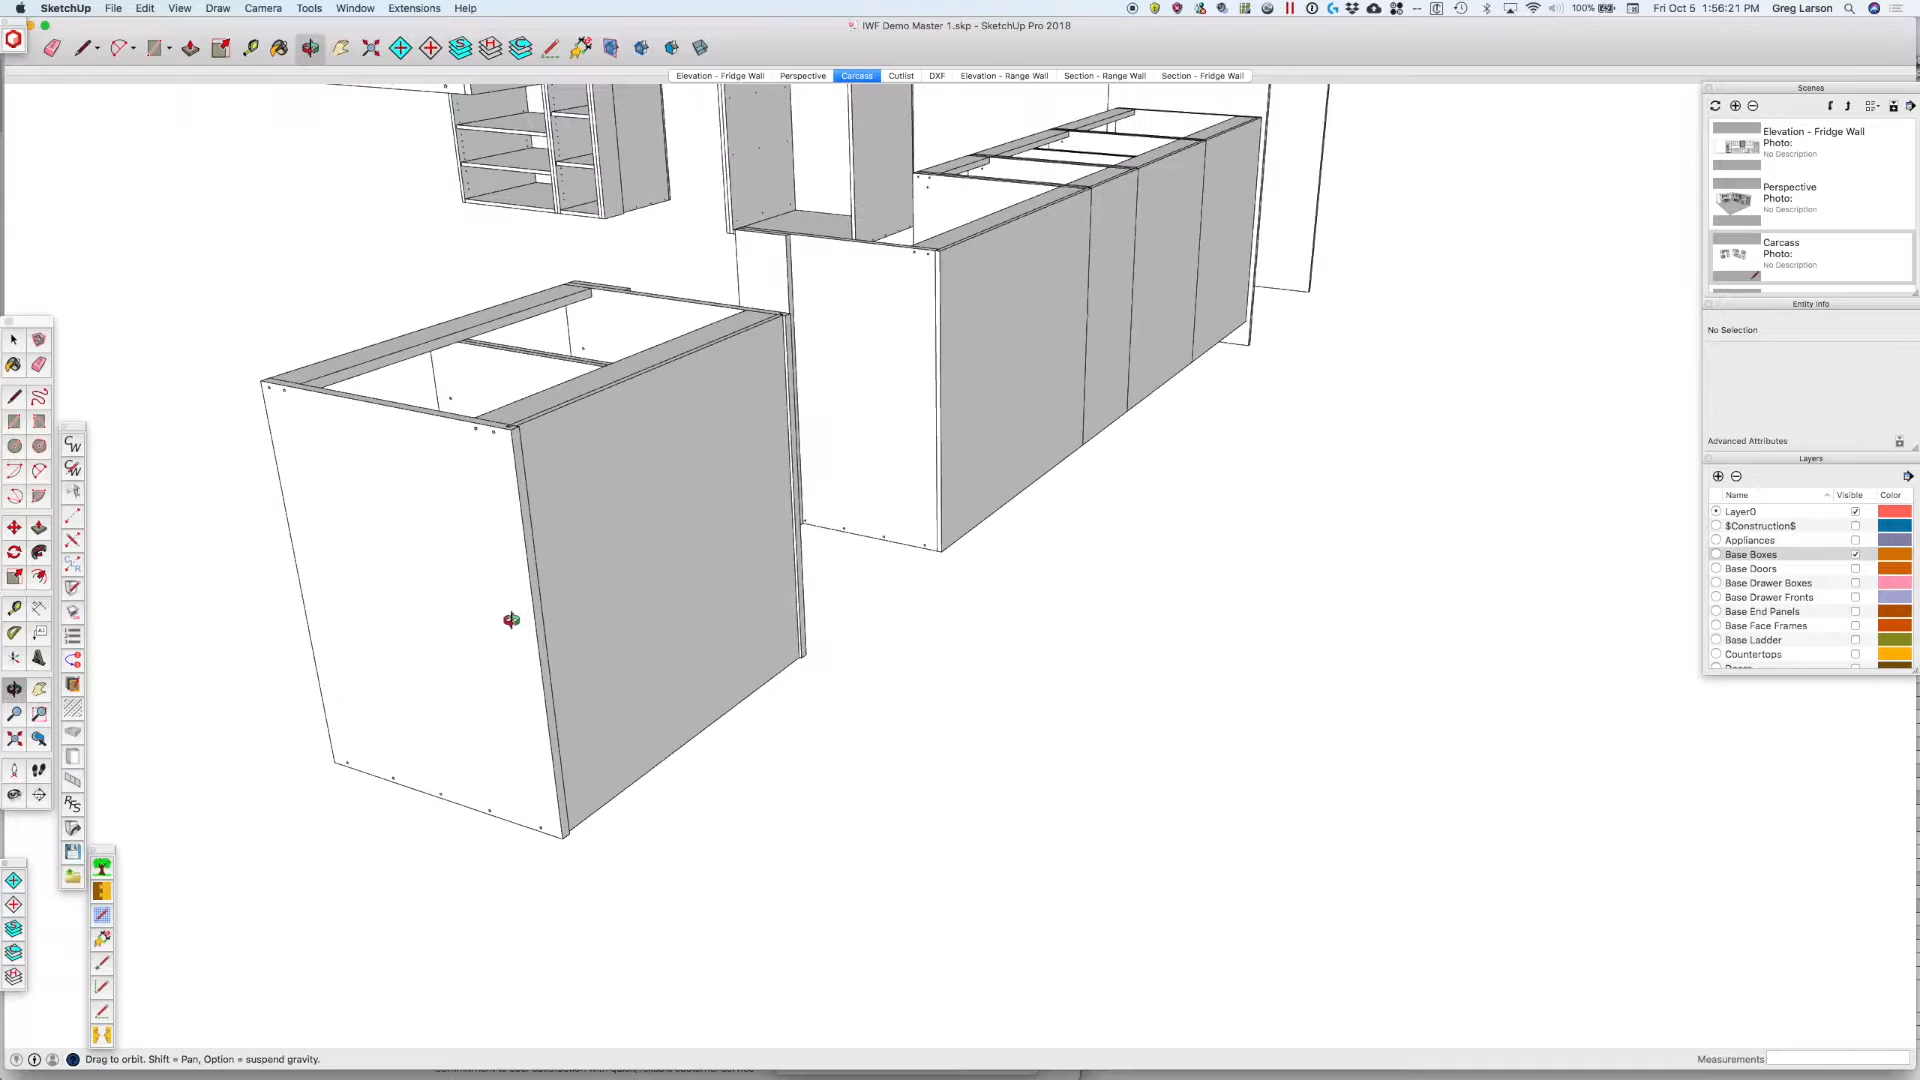 SketchUp File Edit View Draw Camera Tools Window Extensions Help
100% Fri Oct 5 1:56:21 PM Greg Larson
IWF Demo Master 1.skp - SketchUp Pro 2018
Elevation - Fridge Wall Perspective Carcass Cutlist DXF Elevation - Range Wall Section - Range Wall Section - Fridge Wall
Scenes
Elevation - Fridge Wall
Photo:
No Description
Perspective
Photo:
No Description
Carcass
Photo:
No Description
Entity Info
No Selection
Advanced Attributes
Layers
Name Visible Color
Layer0
$Construction$
Appliances
Base Boxes
Base Doors
Base Drawer Boxes
Base Drawer Fronts
Base End Panels
Base Face Frames
Base Ladder
Countertops
CW
CW
RFS
Drag to orbit. Shift = Pan, Option = suspend gravity.
Measurements